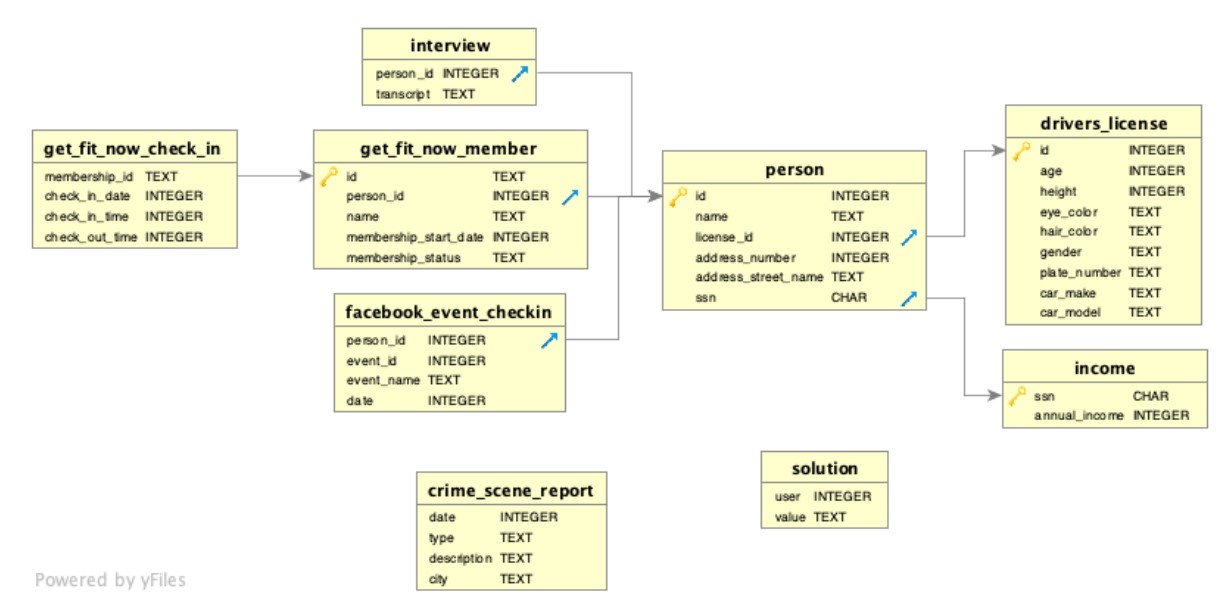 interview
person_id INTEGER
transcript TEXT
get_fit_now_check_in
membership_id TEXT
check_in_date INTEGER
check_in_time INTEGER
check_out_time INTEGER
get_fit_now_member
id TEXT
person_id INTEGER
name TEXT
membership_start_date INTEGER
membership_status TEXT
facebook_event_checkin
person_id INTEGER
event_id INTEGER
event_name TEXT
date INTEGER
person
id INTEGER
name TEXT
license_id INTEGER
address_number INTEGER
address_street_name TEXT
ssn CHAR
drivers_license
id INTEGER
age INTEGER
height INTEGER
eye_color TEXT
hair_color TEXT
gender TEXT
plate_number TEXT
car_make TEXT
car_model TEXT
income
ssn CHAR
annual_income INTEGER
crime_scene_report
date INTEGER
type TEXT
description TEXT
city TEXT
solution
user INTEGER
value TEXT
Powered by yFiles